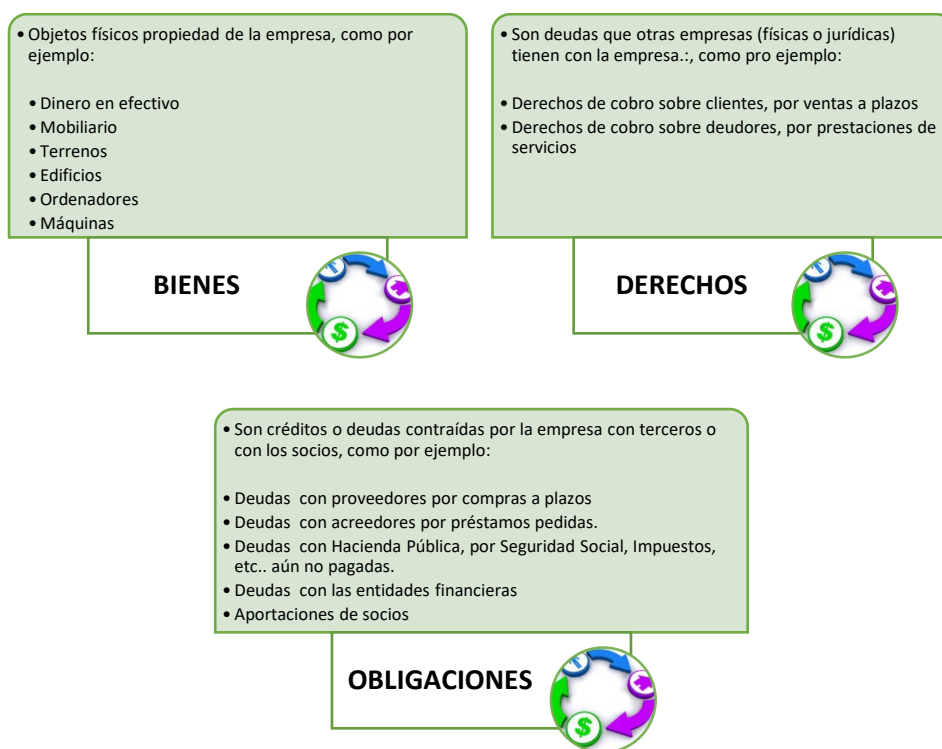 • Objetos físicos propiedad de la empresa, como por
ejemplo:
• Dinero en efectivo
• Mobiliario
• Terrenos
• Edificios
• Ordenadores
• Máquinas
BIENES
$
• Son deudas que otras empresas (físicas o jurídicas)
tienen con la empresa.:, como pro ejemplo:
• Derechos de cobro sobre clientes, por ventas a plazos
• Derechos de cobro sobre deudores, por prestaciones de
servicios
DERECHOS
$
• Son créditos o deudas contraídas por la empresa con terceros o
con los socios, como por ejemplo:
• Deudas con proveedores por compras a plazos
• Deudas con acreedores por préstamos pedidas.
• Deudas con Hacienda Pública, por Seguridad Social, Impuestos,
etc.. aún no pagadas.
• Deudas con las entidades financieras
• Aportaciones de socios
OBLIGACIONES
$